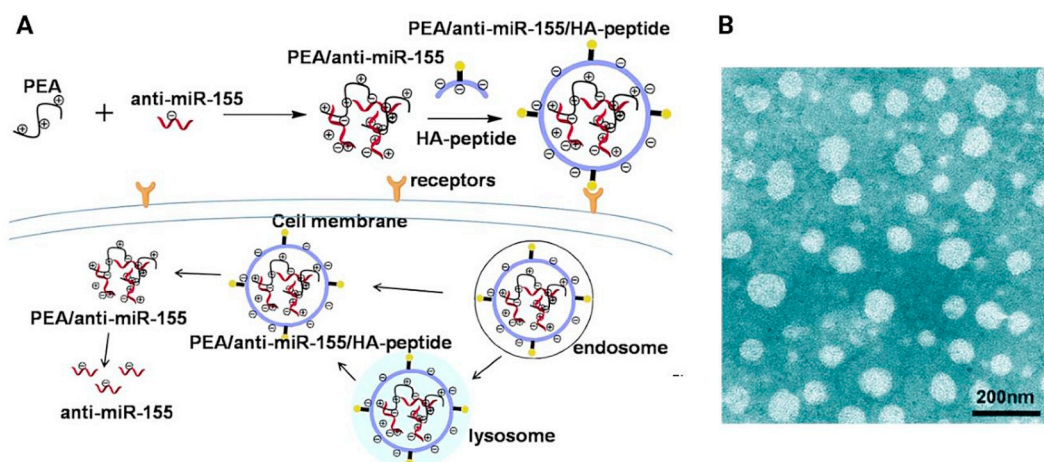 A
B
PEA/anti-miR-155/HA-peptide
PEA/anti-miR-155
PEA
anti-miR-155
+
HA-peptide
receptors
Cell membrane
PEA/anti-miR-155
PEA/anti-miR-155/HA-peptide
endosome
anti-miR-155
lysosome
200nm